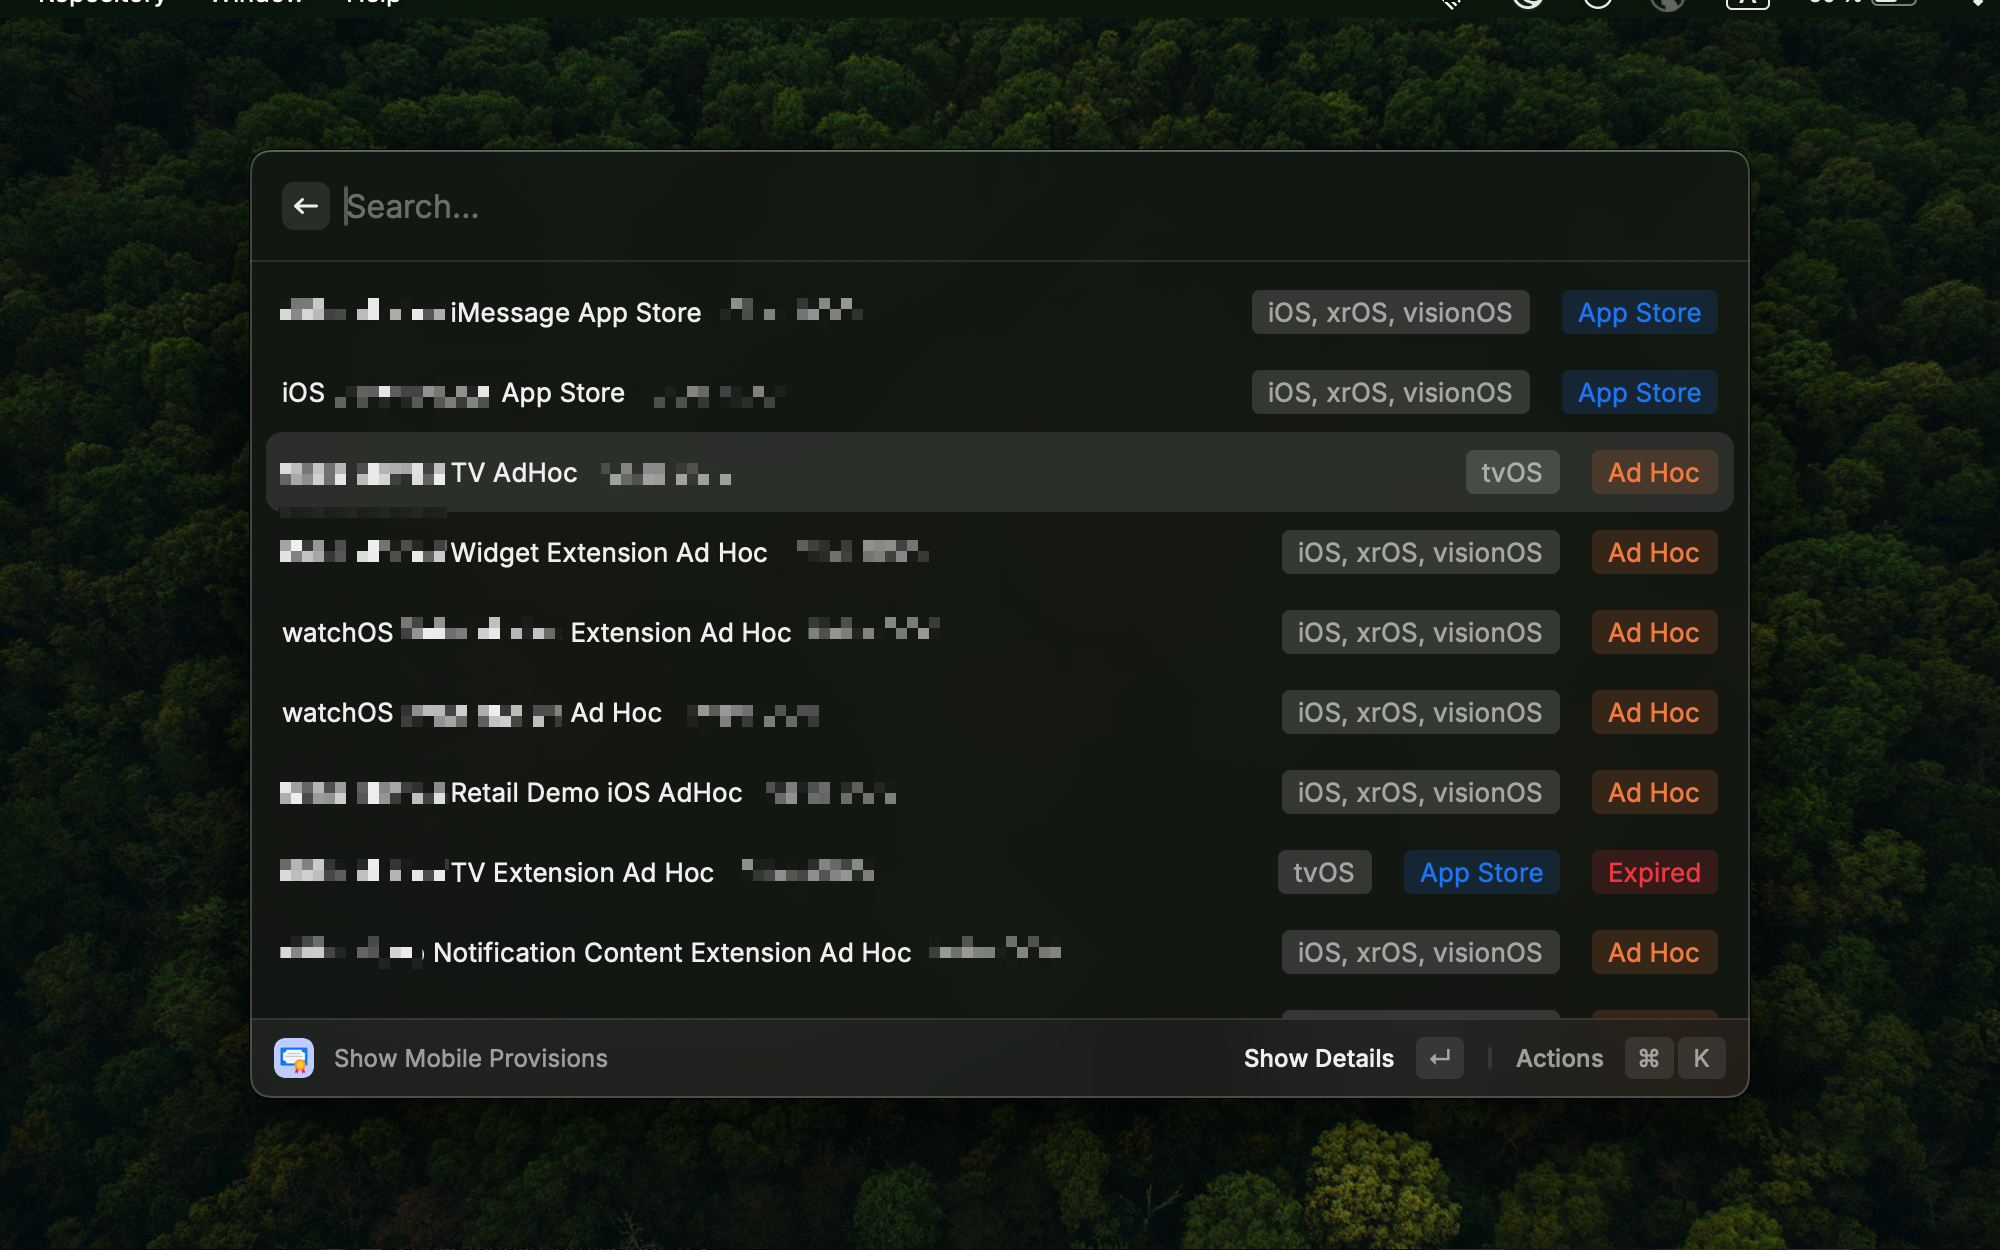 Repository Window Help
Search...
iMessage App Store iOS, xrOS, visionOS App Store
iOS App Store iOS, xrOS, visionOS App Store
TV AdHoc tvOS Ad Hoc
Widget Extension Ad Hoc iOS, xrOS, visionOS Ad Hoc
watchOS Extension Ad Hoc iOS, xrOS, visionOS Ad Hoc
watchOS Ad Hoc iOS, xrOS, visionOS Ad Hoc
Retail Demo iOS AdHoc iOS, xrOS, visionOS Ad Hoc
TV Extension Ad Hoc tvOS App Store Expired
Notification Content Extension Ad Hoc iOS, xrOS, visionOS Ad Hoc
Show Mobile Provisions Show Details Actions ⌘ K